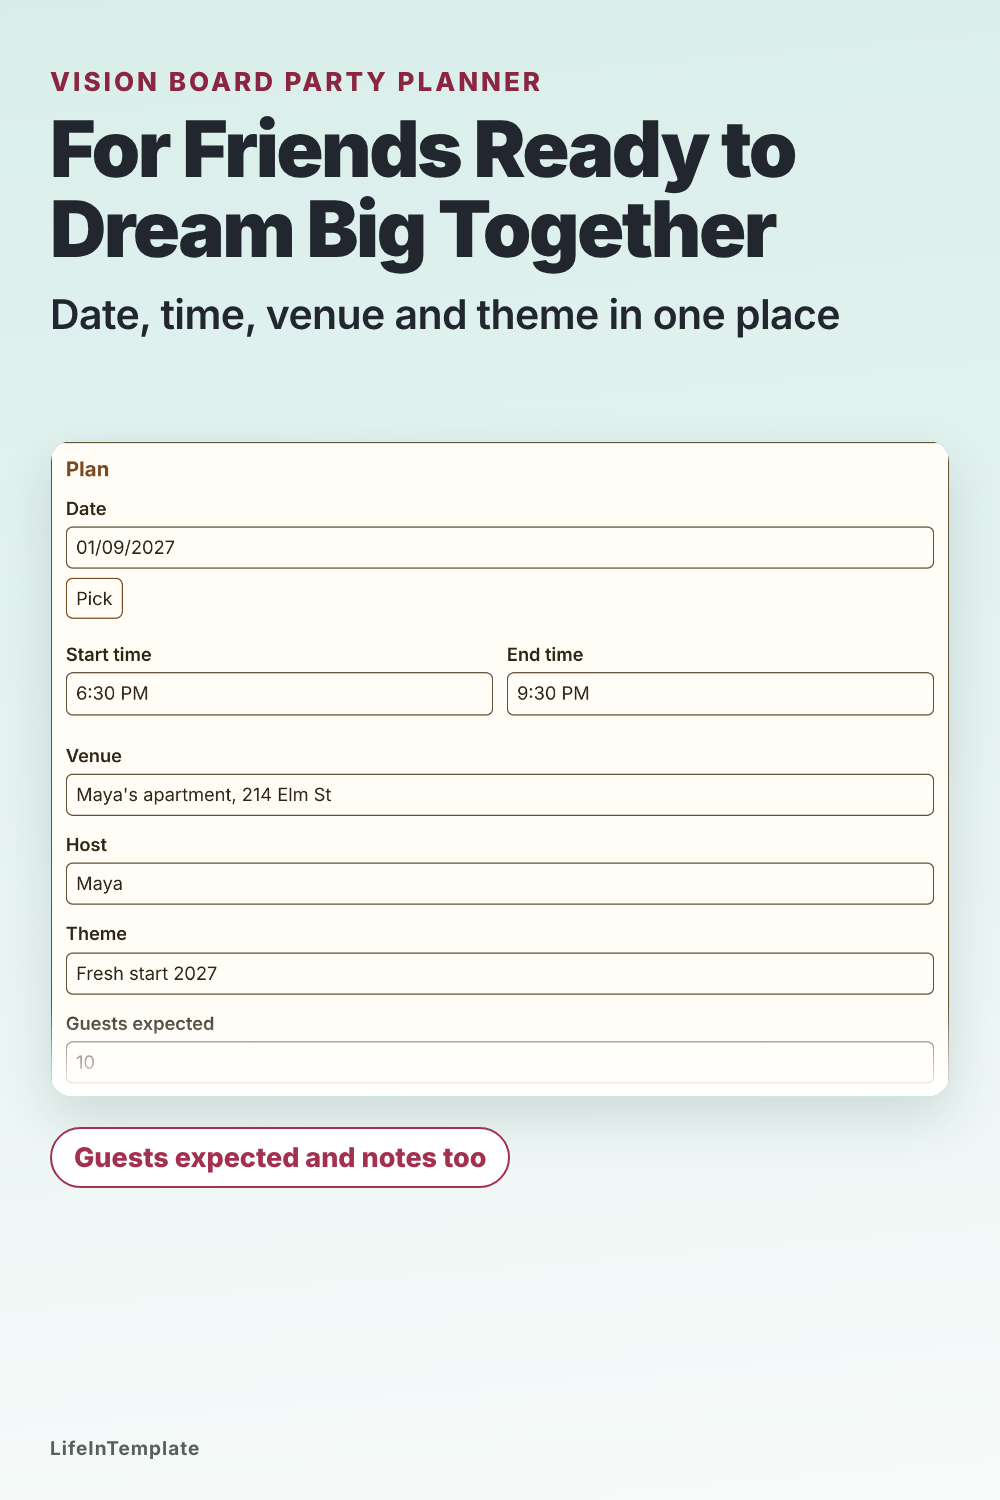 VISION BOARD PARTY PLANNER
For Friends Ready to
Dream Big Together
Date, time, venue and theme in one place
Plan
Date
01/09/2027
Pick
Start time
End time
6:30 PM
9:30 PM
Venue
Maya's apartment, 214 Elm St
Host
Maya
Theme
Fresh start 2027
Guests expected
10
Guests expected and notes too
LifeInTemplate